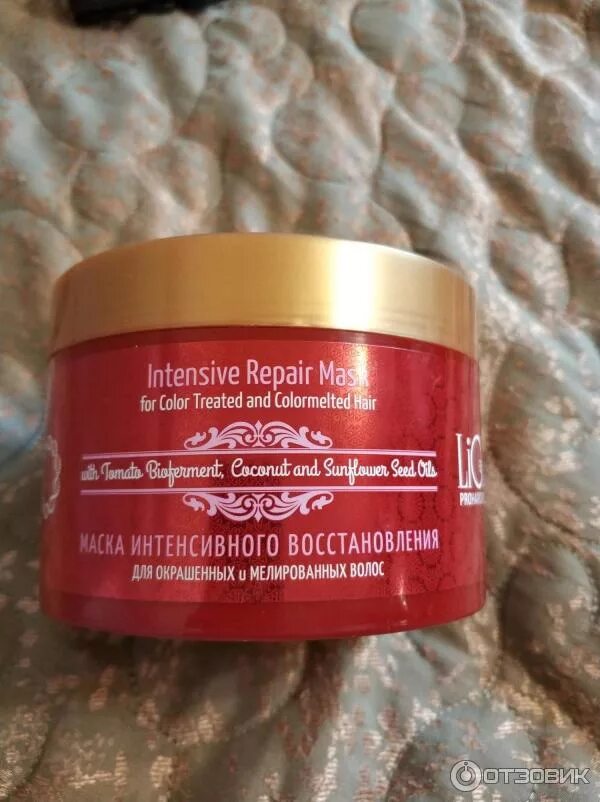 Intensive Repair Mask
for Color Treated and Colormelted Hair
with Tomato Bioferment, Coconut and Sunflower Seed Oils
МАСКА ИНТЕНСИВНОГО ВОССТАНОВЛЕНИЯ
ДЛЯ ОКРАШЕННЫХ и МЕЛИРОВАННЫХ ВОЛОС
ОТЗОВИК